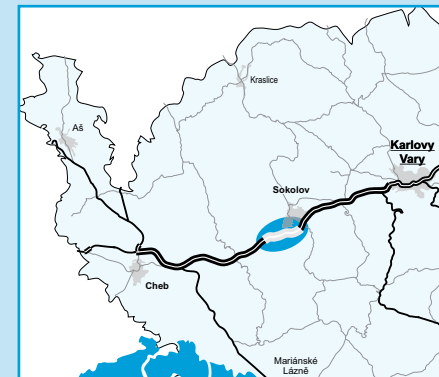 Kraslice
Aš
Karlovy
Vary
Sokolov
Cheb
Mariánské
Lázně